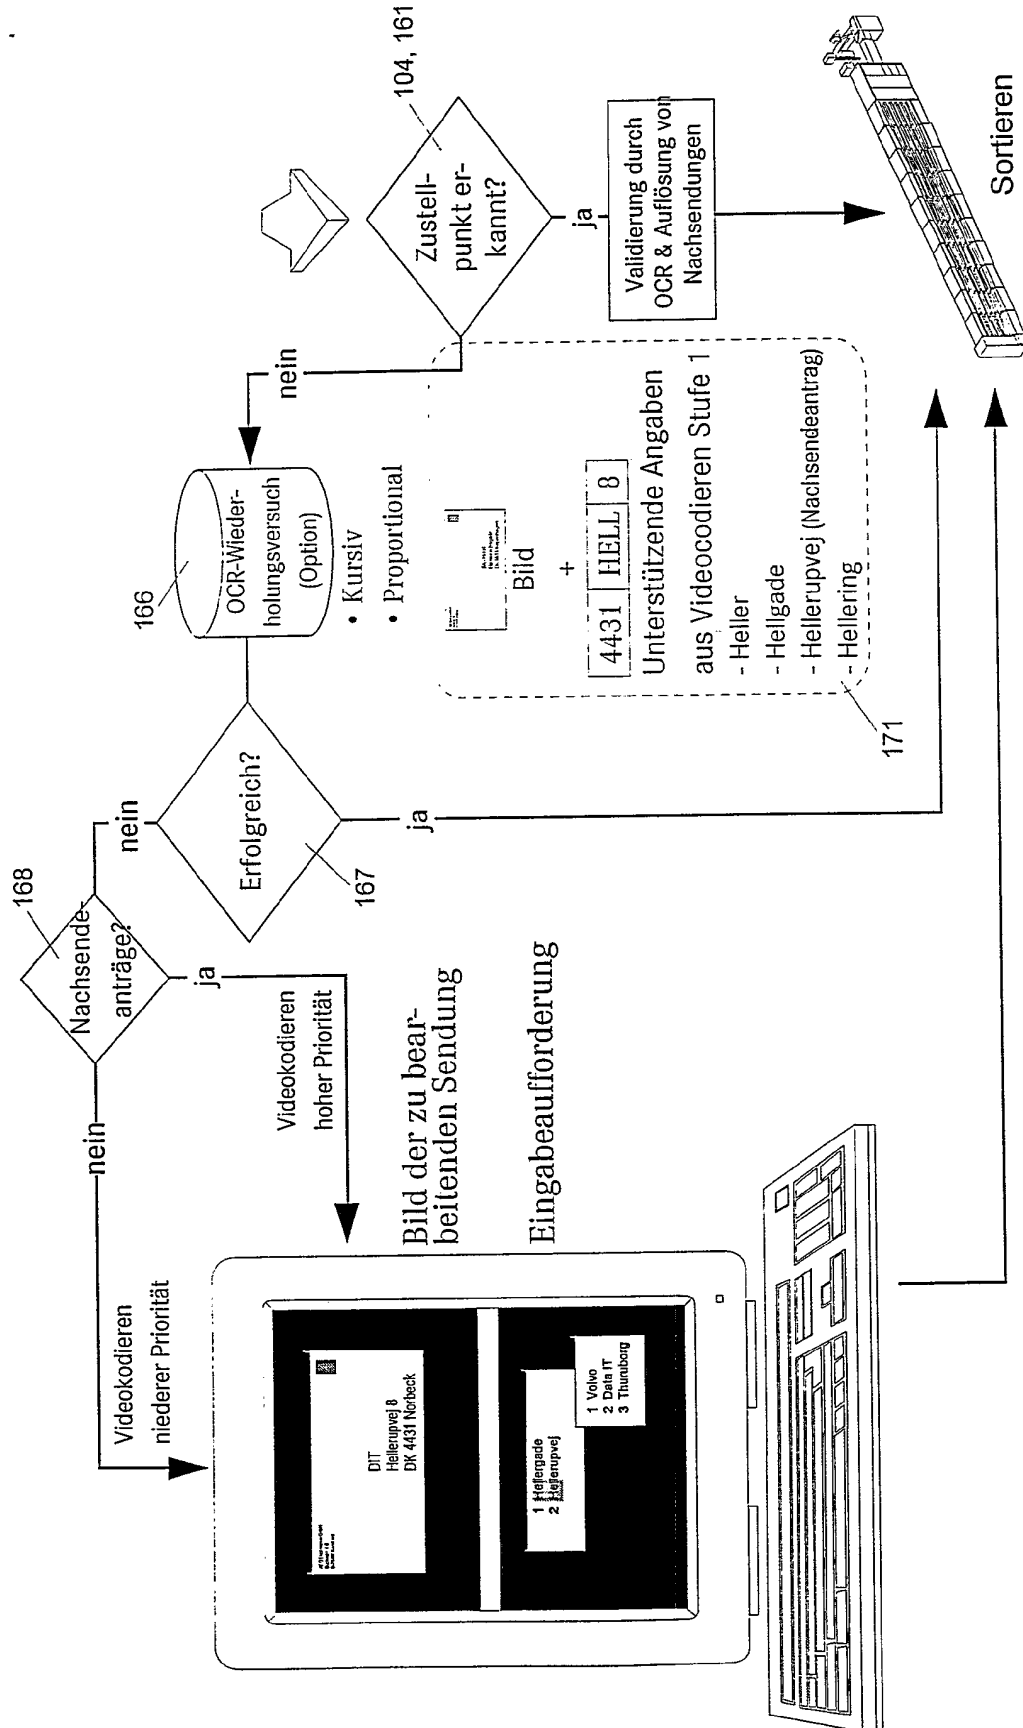 104, 161
Zustell-
punkt er-
kannt?
ja
Validierung durch
OCR & Auflösung von
Nachsendungen
Sortieren
nein
166
OCR-Wieder-
holungsversuch
(Option)
• Kursiv
• Proportional
Bild
+
4431 HELL 8
Unterstützende Angaben
aus Videocodieren Stufe 1
- Heller
- Hellgade
- Hellerupvej (Nachsendeantrag)
- Hellering
171
Erfolgreich?
167
ja
nein
168
Nachsende-
anträge?
ja
Videokodieren
hoher Priorität
nein
Videokodieren
niederer Priorität
Bild der zu bear-
beitenden Sendung
Eingabeaufforderung
DIT
Hellerupvej 8
DK 4431 Norbeck
1 Hellergade
2 Hellerupvej
1 Volvo
2 Data IT
3 Thuruborg